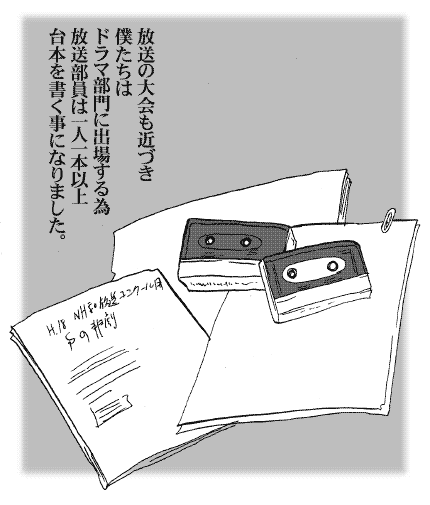 放送の大会も近づき
僕たちは
ドラマ部門に出場する為
放送部員は一人一本以上
台本を書く事になりました。
H.18 NHK